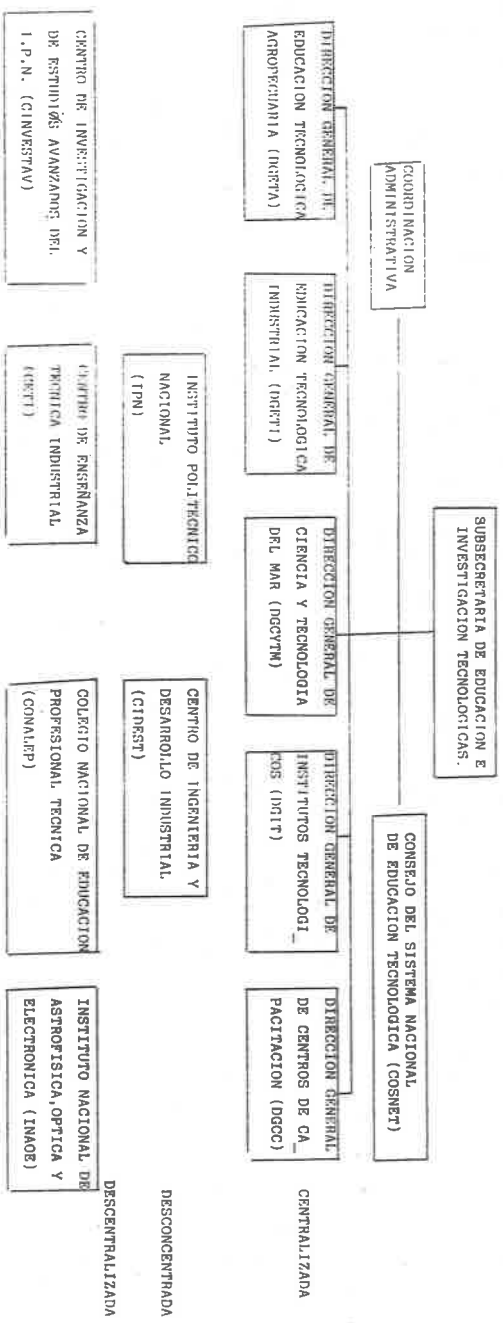 SUBSECRETARIA DE EDUCACION E
INVESTIGACION TECNOLOGICAS.
COORDINACION
ADMINISTRATIVA
CONSEJO DEL SISTEMA NACIONAL
DE EDUCACION TECNOLOGICA (COSNET)
DIRECCION GENERAL DE
EDUCACION TECNOLOGICA
AGROPECUARIA (DGETA)
DIRECCION GENERAL DE
EDUCACION TECNOLOGICA
INDUSTRIAL (DGETI)
DIRECCION GENERAL DE
CIENCIA Y TECNOLOGIA
DEL MAR (DGCYTM)
DIRECCION GENERAL DE
INSTITUTOS TECNOLOGI_
COS (DGIT)
DIRECCION GENERAL
DE CENTROS DE CA_
PACITACION (DGCC)
CENTRALIZADA
INSTITUTO POLITECNICO
NACIONAL
(IPN)
CENTRO DE INGENIERIA Y
DESARROLLO INDUSTRIAL
(CIDEST)
DESCONCENTRADA
CENTRO DE INVESTIGACION Y
DE ESTUDIOS AVANZADOS DEL
I.P.N. (CINVESTAV)
CENTRO DE ENSEÑANZA
TECNICA INDUSTRIAL
(CETI)
COLEGIO NACIONAL DE EDUCACION
PROFESIONAL TECNICA
(CONALEP)
INSTITUTO NACIONAL DE
ASTROFISICA,OPTICA Y
ELECTRONICA (INAOE)
DESCENTRALIZADA